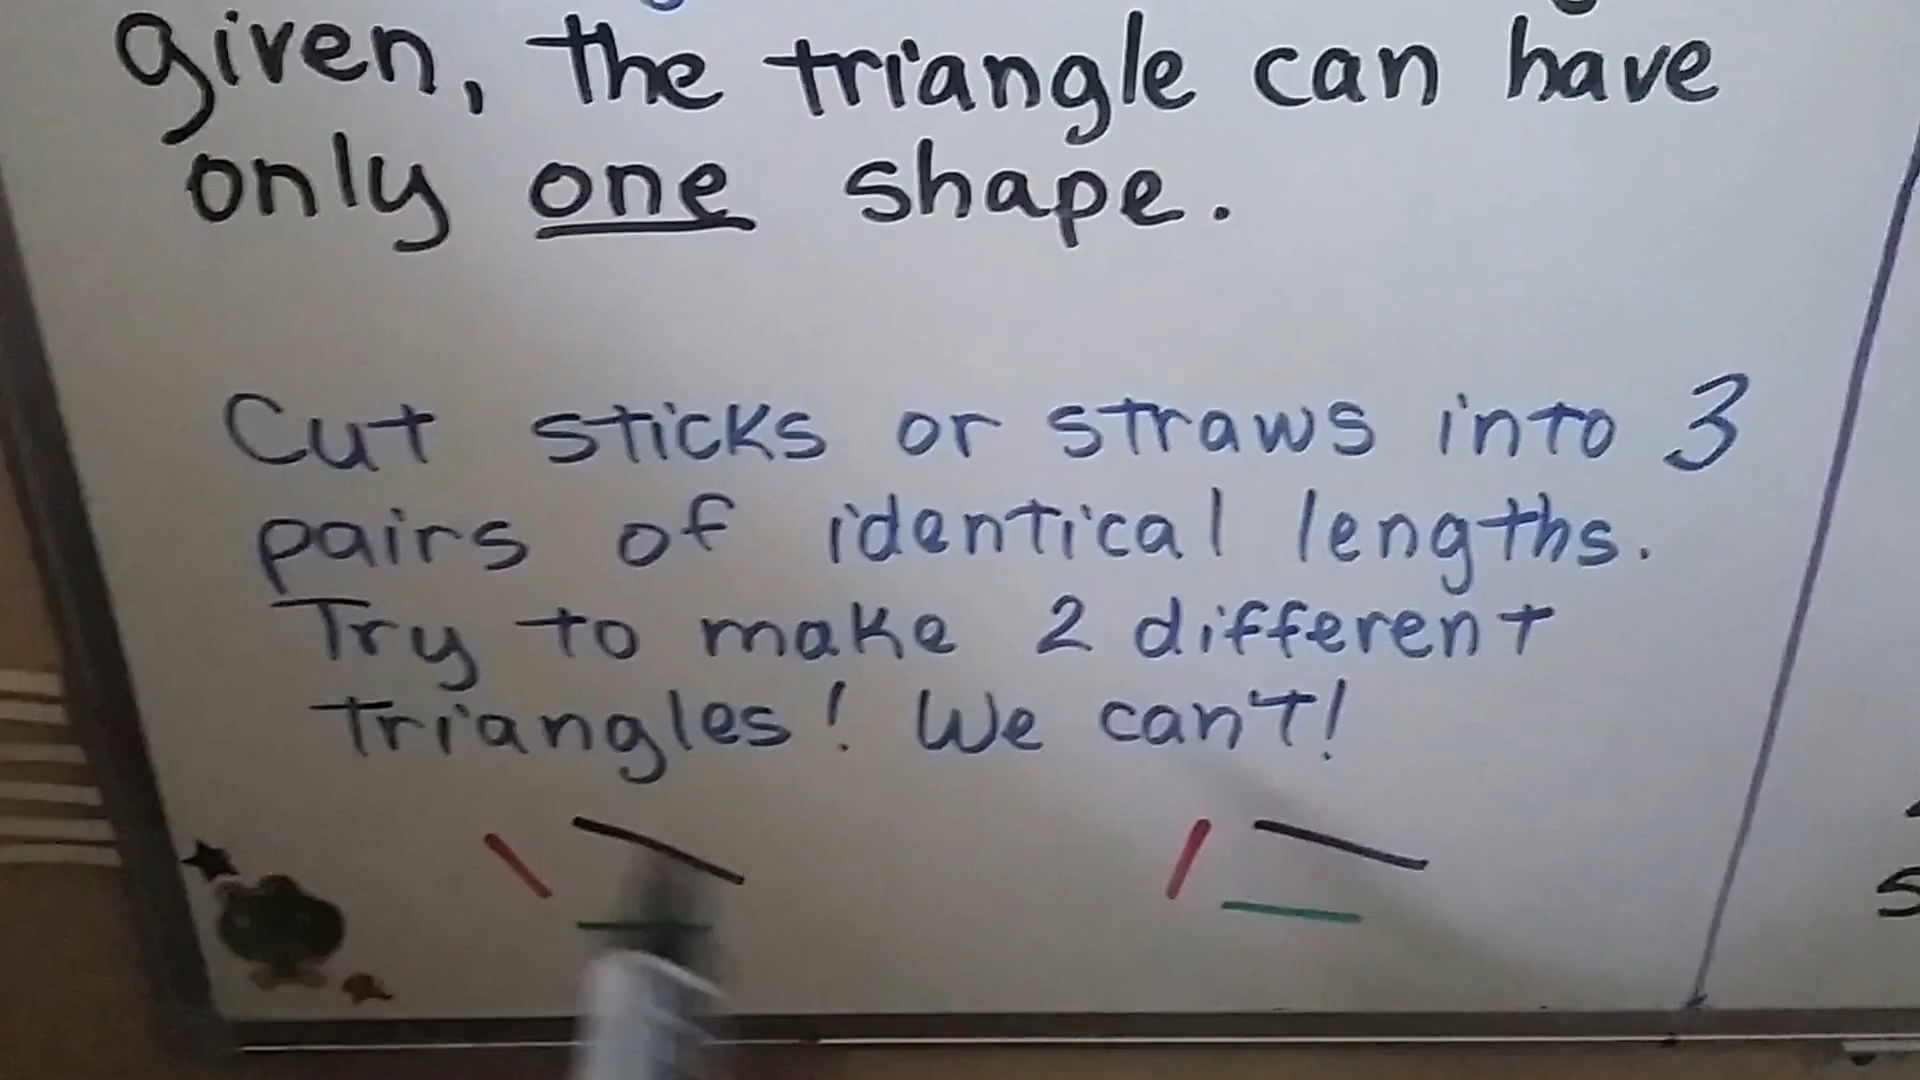 given, the triangle can have
only one shape.
Cut sticks or straws into 3
pairs of identical lengths.
Try to make 2 different
triangles! We can't!